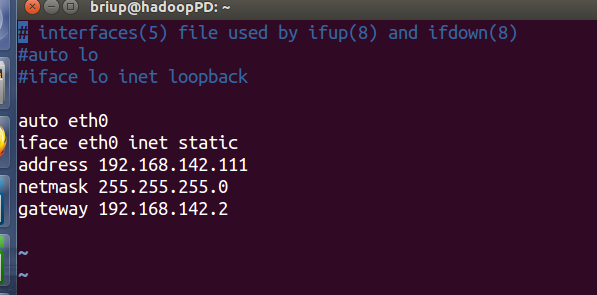 briup@hadoopPD: ~
# interfaces(5) file used by ifup(8) and ifdown(8)
#auto lo
#iface lo inet loopback
auto eth0
iface eth0 inet static
address 192.168.142.111
netmask 255.255.255.0
gateway 192.168.142.2
~
~